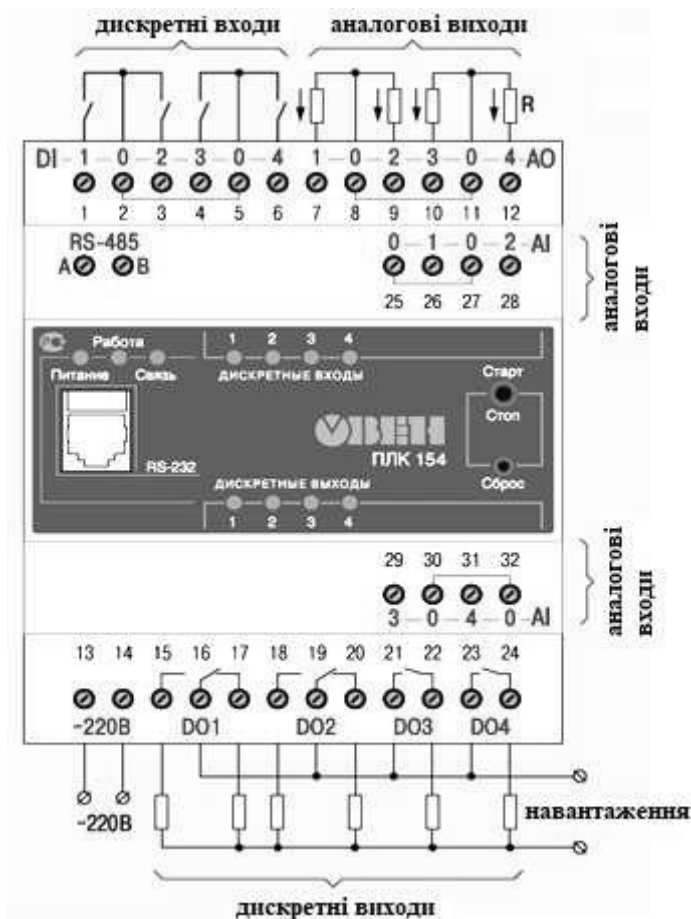 дискретні входи аналогові виходи
R
DI 1 0 2 3 0 4 1 0 2 3 0 4 AO
1 2 3 4 5 6 7 8 9 10 11 12
RS-485 0 1 0 2 AI
A B
25 26 27 28
аналогові
входи
Работа 1 2 3 4
Питание Связь ДИСКРЕТНЫЕ ВХОДЫ Старт
Стоп
ОВЕН
ПЛК 154
RS-232
ДИСКРЕТНЫЕ ВЫХОДЫ Сброс
1 2 3 4
29 30 31 32
3 0 4 0 AI
аналогові
входи
13 14 15 16 17 18 19 20 21 22 23 24
~220В DO1 DO2 DO3 DO4
~220В
навантаження
дискретні виходи